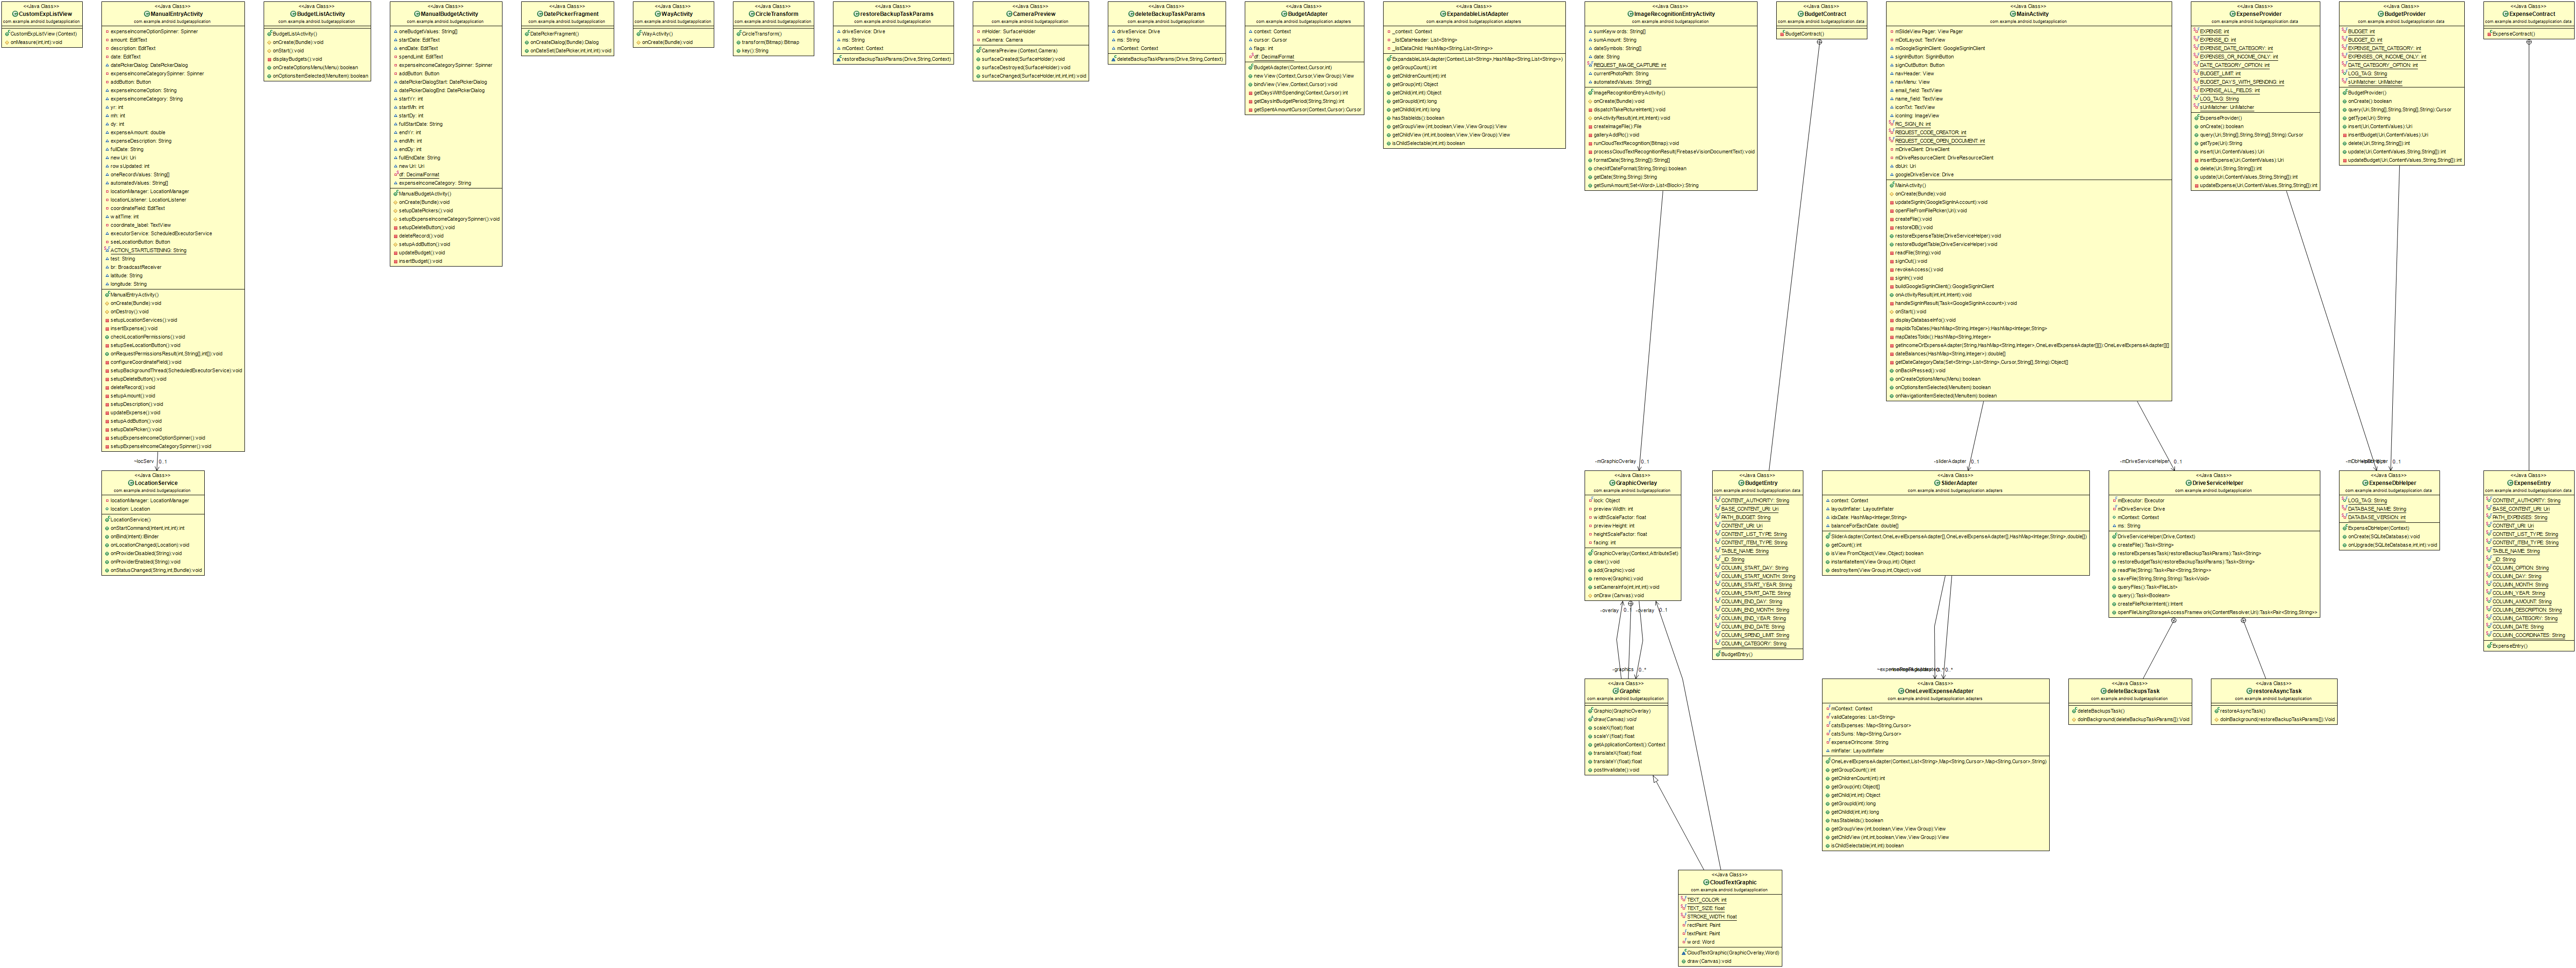 <<Java Class>>
CustomExpListView
com.example.android.budgetapplication
CustomExpListView(Context)
onMeasure(int,int):void
<<Java Class>>
ManualEntryActivity
com.example.android.budgetapplication
expenseIncomeOptionSpinner: Spinner
amount: EditText
description: EditText
date: EditText
datePickerDialog: DatePickerDialog
expenseIncomeCategorySpinner: Spinner
addButton: Button
expenseIncomeOption: String
expenseIncomeCategory: String
yr: int
mh: int
dy: int
expenseAmount: double
expenseDescription: String
fullDate: String
newUri: Uri
rowsUpdated: int
oneRecordValues: String[]
automatedValues: String[]
locationManager: LocationManager
locationListener: LocationListener
coordinateField: EditText
waitTime: int
coordinate_label: TextView
executorService: ScheduledExecutorService
seeLocationButton: Button
ACTION_STARTLISTENING: String
test: String
br: BroadcastReceiver
latitude: String
longitude: String
ManualEntryActivity()
onCreate(Bundle):void
onDestroy():void
setupLocationServices():void
insertExpense():void
checkLocationPermissions():void
setupSeeLocationButton():void
onRequestPermissionsResult(int,String[],int[]):void
configureCoordinateField():void
setupBackgroundThread(ScheduledExecutorService):void
setupDeleteButton():void
deleteRecord():void
setupAmount():void
setupDescription():void
updateExpense():void
setupAddButton():void
setupDatePicker():void
setupExpenseIncomeOptionSpinner():void
setupExpenseIncomeCategorySpinner():void
~locServ 0..1
<<Java Class>>
LocationService
com.example.android.budgetapplication
locationManager: LocationManager
location: Location
LocationService()
onStartCommand(Intent,int,int):int
onBind(Intent):IBinder
onLocationChanged(Location):void
onProviderDisabled(String):void
onProviderEnabled(String):void
onStatusChanged(String,int,Bundle):void
<<Java Class>>
BudgetListActivity
com.example.android.budgetapplication
BudgetListActivity()
onCreate(Bundle):void
onStart():void
displayBudgets():void
onCreateOptionsMenu(Menu):boolean
onOptionsItemSelected(MenuItem):boolean
<<Java Class>>
ManualBudgetActivity
com.example.android.budgetapplication
oneBudgetValues: String[]
startDate: EditText
endDate: EditText
spendLimit: EditText
expenseIncomeCategorySpinner: Spinner
addButton: Button
datePickerDialogStart: DatePickerDialog
datePickerDialogEnd: DatePickerDialog
startYr: int
startMh: int
startDy: int
fullStartDate: String
endYr: int
endMh: int
endDy: int
fullEndDate: String
newUri: Uri
df: DecimalFormat
expenseIncomeCategory: String
ManualBudgetActivity()
onCreate(Bundle):void
setupDatePickers():void
setupExpenseIncomeCategorySpinner():void
setupDeleteButton():void
deleteRecord():void
setupAddButton():void
updateBudget():void
insertBudget():void
<<Java Class>>
DatePickerFragment
com.example.android.budgetapplication
DatePickerFragment()
onCreateDialog(Bundle):Dialog
onDateSet(DatePicker,int,int,int):void
<<Java Class>>
WayActivity
com.example.android.budgetapplication
WayActivity()
onCreate(Bundle):void
<<Java Class>>
CircleTransform
com.example.android.budgetapplication
CircleTransform()
transform(Bitmap):Bitmap
key():String
<<Java Class>>
restoreBackupTaskParams
com.example.android.budgetapplication
driveService: Drive
ms: String
mContext: Context
restoreBackupTaskParams(Drive,String,Context)
<<Java Class>>
CameraPreview
com.example.android.budgetapplication
mHolder: SurfaceHolder
mCamera: Camera
CameraPreview(Context,Camera)
surfaceCreated(SurfaceHolder):void
surfaceDestroyed(SurfaceHolder):void
surfaceChanged(SurfaceHolder,int,int,int):void
<<Java Class>>
deleteBackupTaskParams
com.example.android.budgetapplication
driveService: Drive
ms: String
mContext: Context
deleteBackupTaskParams(Drive,String,Context)
<<Java Class>>
BudgetAdapter
com.example.android.budgetapplication.adapters
context: Context
cursor: Cursor
flags: int
df: DecimalFormat
BudgetAdapter(Context,Cursor,int)
newView(Context,Cursor,ViewGroup):View
bindView(View,Context,Cursor):void
getDaysWithSpending(Context,Cursor):int
getDaysInBudgetPeriod(String,String):int
getSpentAmountCursor(Context,Cursor):Cursor
<<Java Class>>
ExpandableListAdapter
com.example.android.budgetapplication.adapters
_context: Context
_listDataHeader: List<String>
_listDataChild: HashMap<String,List<String>>
ExpandableListAdapter(Context,List<String>,HashMap<String,List<String>>)
getGroupCount():int
getChildrenCount(int):int
getGroup(int):Object
getChild(int,int):Object
getGroupId(int):long
getChildId(int,int):long
hasStableIds():boolean
getGroupView(int,boolean,View,ViewGroup):View
getChildView(int,int,boolean,View,ViewGroup):View
isChildSelectable(int,int):boolean
<<Java Class>>
ImageRecognitionEntryActivity
com.example.android.budgetapplication
sumKeywords: String[]
sumAmount: String
dateSymbols: String[]
date: String
REQUEST_IMAGE_CAPTURE: int
currentPhotoPath: String
automatedValues: String[]
ImageRecognitionEntryActivity()
onCreate(Bundle):void
dispatchTakePictureIntent():void
onActivityResult(int,int,Intent):void
createImageFile():File
galleryAddPic():void
runCloudTextRecognition(Bitmap):void
processCloudTextRecognitionResult(FirebaseVisionDocumentText):void
formatDate(String,String[]):String[]
checkIfDateFormat(String,String):boolean
getDate(String,String):String
getSumAmount(Set<Word>,List<Block>):String
-mGraphicOverlay 0..1
<<Java Class>>
GraphicOverlay
com.example.android.budgetapplication
lock: Object
previewWidth: int
widthScaleFactor: float
previewHeight: int
heightScaleFactor: float
facing: int
GraphicOverlay(Context,AttributeSet)
clear():void
add(Graphic):void
remove(Graphic):void
setCameraInfo(int,int,int):void
onDraw(Canvas):void
-overlay 0..1 -overlay 0..1
-graphics 0..*
<<Java Class>>
Graphic
com.example.android.budgetapplication
Graphic(GraphicOverlay)
draw(Canvas):void
scaleX(float):float
scaleY(float):float
getApplicationContext():Context
translateX(float):float
translateY(float):float
postInvalidate():void
<<Java Class>>
CloudTextGraphic
com.example.android.budgetapplication
TEXT_COLOR: int
TEXT_SIZE: float
STROKE_WIDTH: float
rectPaint: Paint
textPaint: Paint
word: Word
CloudTextGraphic(GraphicOverlay,Word)
draw(Canvas):void
<<Java Class>>
BudgetContract
com.example.android.budgetapplication.data
BudgetContract()
<<Java Class>>
BudgetEntry
com.example.android.budgetapplication.data
CONTENT_AUTHORITY: String
BASE_CONTENT_URI: Uri
PATH_BUDGET: String
CONTENT_URI: Uri
CONTENT_LIST_TYPE: String
CONTENT_ITEM_TYPE: String
TABLE_NAME: String
_ID: String
COLUMN_START_DAY: String
COLUMN_START_MONTH: String
COLUMN_START_YEAR: String
COLUMN_START_DATE: String
COLUMN_END_DAY: String
COLUMN_END_MONTH: String
COLUMN_END_YEAR: String
COLUMN_END_DATE: String
COLUMN_SPEND_LIMIT: String
COLUMN_CATEGORY: String
BudgetEntry()
<<Java Class>>
MainActivity
com.example.android.budgetapplication
mSlideViewPager: ViewPager
mDotLayout: TextView
mGoogleSignInClient: GoogleSignInClient
signInButton: SignInButton
signOutButton: Button
navHeader: View
navMenu: View
email_field: TextView
name_field: TextView
iconTxt: TextView
iconImg: ImageView
RC_SIGN_IN: int
REQUEST_CODE_CREATOR: int
REQUEST_CODE_OPEN_DOCUMENT: int
mDriveClient: DriveClient
mDriveResourceClient: DriveResourceClient
dbUri: Uri
googleDriveService: Drive
MainActivity()
onCreate(Bundle):void
updateSignIn(GoogleSignInAccount):void
openFileFromFilePicker(Uri):void
createFile():void
restoreDB():void
restoreExpenseTable(DriveServiceHelper):void
restoreBudgetTable(DriveServiceHelper):void
readFile(String):void
signOut():void
revokeAccess():void
signIn():void
buildGoogleSignInClient():GoogleSignInClient
onActivityResult(int,int,Intent):void
handleSignInResult(Task<GoogleSignInAccount>):void
onStart():void
displayDatabaseInfo():void
mapIdxToDates(HashMap<String,Integer>):HashMap<Integer,String>
mapDatesToIdx():HashMap<String,Integer>
getIncomeOrExpenseAdapter(String,HashMap<String,Integer>,OneLevelExpenseAdapter[][]):OneLevelExpenseAdapter[][]
dateBalances(HashMap<String,Integer>):double[]
getDateCategoryData(Set<String>,List<String>,Cursor,String[],String):Object[]
onBackPressed():void
onCreateOptionsMenu(Menu):boolean
onOptionsItemSelected(MenuItem):boolean
onNavigationItemSelected(MenuItem):boolean
-sliderAdapter 0..1
-mDriveServiceHelper 0..1
<<Java Class>>
SliderAdapter
com.example.android.budgetapplication.adapters
context: Context
layoutInflater: LayoutInflater
idxDate: HashMap<Integer,String>
balanceForEachDate: double[]
SliderAdapter(Context,OneLevelExpenseAdapter[],OneLevelExpenseAdapter[],HashMap<Integer,String>,double[])
getCount():int
isViewFromObject(View,Object):boolean
instantiateItem(ViewGroup,int):Object
destroyItem(ViewGroup,int,Object):void
0..* 0..*
<<Java Class>>
OneLevelExpenseAdapter
com.example.android.budgetapplication.adapters
mContext: Context
validCategories: List<String>
catsExpenses: Map<String,Cursor>
catsSums: Map<String,Cursor>
expenseOrIncome: String
mInflater: LayoutInflater
OneLevelExpenseAdapter(Context,List<String>,Map<String,Cursor>,Map<String,Cursor>,String)
getGroupCount():int
getChildrenCount(int):int
getGroup(int):Object[]
getChild(int,int):Object
getGroupId(int):long
getChildId(int,int):long
hasStableIds():boolean
getGroupView(int,boolean,View,ViewGroup):View
getChildView(int,int,boolean,View,ViewGroup):View
isChildSelectable(int,int):boolean
<<Java Class>>
DriveServiceHelper
com.example.android.budgetapplication
mExecutor: Executor
mDriveService: Drive
mContext: Context
ms: String
DriveServiceHelper(Drive,Context)
createFile():Task<String>
restoreExpensesTask(restoreBackupTaskParams):Task<String>
restoreBudgetTask(restoreBackupTaskParams):Task<String>
readFile(String):Task<Pair<String,String>>
saveFile(String,String,String):Task<Void>
queryFiles():Task<FileList>
query():Task<Boolean>
createFilePickerIntent():Intent
openFileUsingStorageAccessFramework(ContentResolver,Uri):Task<Pair<String,String>>
<<Java Class>>
deleteBackupsTask
com.example.android.budgetapplication
deleteBackupsTask()
doInBackground(deleteBackupTaskParams[]):Void
<<Java Class>>
restoreAsyncTask
com.example.android.budgetapplication
restoreAsyncTask()
doInBackground(restoreBackupTaskParams[]):Void
<<Java Class>>
ExpenseProvider
com.example.android.budgetapplication.data
EXPENSE: int
EXPENSE_ID: int
EXPENSE_DATE_CATEGORY: int
EXPENSES_OR_INCOME_ONLY: int
DATE_CATEGORY_OPTION: int
BUDGET_LIMIT: int
BUDGET_DAYS_WITH_SPENDING: int
EXPENSE_ALL_FIELDS: int
LOG_TAG: String
sUriMatcher: UriMatcher
ExpenseProvider()
onCreate():boolean
query(Uri,String[],String,String[],String):Cursor
getType(Uri):String
insert(Uri,ContentValues):Uri
insertExpense(Uri,ContentValues):Uri
delete(Uri,String,String[]):int
update(Uri,ContentValues,String,String[]):int
updateExpense(Uri,ContentValues,String,String[]):int
<<Java Class>>
BudgetProvider
com.example.android.budgetapplication.data
BUDGET: int
BUDGET_ID: int
EXPENSE_DATE_CATEGORY: int
EXPENSES_OR_INCOME_ONLY: int
DATE_CATEGORY_OPTION: int
LOG_TAG: String
sUriMatcher: UriMatcher
BudgetProvider()
onCreate():boolean
query(Uri,String[],String,String[],String):Cursor
getType(Uri):String
insert(Uri,ContentValues):Uri
insertBudget(Uri,ContentValues):Uri
delete(Uri,String,String[]):int
update(Uri,ContentValues,String,String[]):int
updateBudget(Uri,ContentValues,String,String[]):int
0..1
<<Java Class>>
ExpenseDbHelper
com.example.android.budgetapplication.data
LOG_TAG: String
DATABASE_NAME: String
DATABASE_VERSION: int
ExpenseDbHelper(Context)
onCreate(SQLiteDatabase):void
onUpgrade(SQLiteDatabase,int,int):void
<<Java Class>>
ExpenseContract
com.example.android.budgetapplication.data
ExpenseContract()
<<Java Class>>
ExpenseEntry
com.example.android.budgetapplication.data
CONTENT_AUTHORITY: String
BASE_CONTENT_URI: Uri
PATH_EXPENSES: String
CONTENT_URI: Uri
CONTENT_LIST_TYPE: String
CONTENT_ITEM_TYPE: String
TABLE_NAME: String
_ID: String
COLUMN_OPTION: String
COLUMN_DAY: String
COLUMN_MONTH: String
COLUMN_YEAR: String
COLUMN_AMOUNT: String
COLUMN_DESCRIPTION: String
COLUMN_CATEGORY: String
COLUMN_DATE: String
COLUMN_COORDINATES: String
ExpenseEntry()